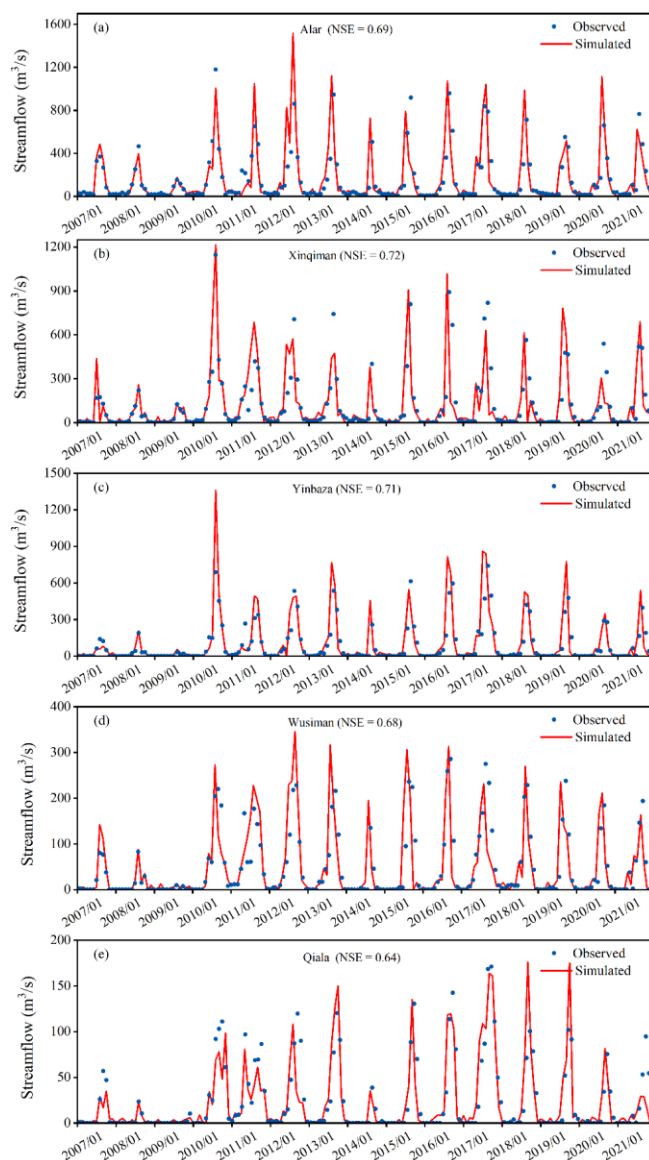 (a)
Alar (NSE = 0.69)
Observed
Simulated
Streamflow (m³/s)
1600
1200
800
400
0
2007/01 2008/01 2009/01 2010/01 2011/01 2012/01 2013/01 2014/01 2015/01 2016/01 2017/01 2018/01 2019/01 2020/01 2021/01
(b)
Xinqiman (NSE = 0.72)
Observed
Simulated
Streamflow (m³/s)
1200
900
600
300
0
2007/01 2008/01 2009/01 2010/01 2011/01 2012/01 2013/01 2014/01 2015/01 2016/01 2017/01 2018/01 2019/01 2020/01 2021/01
(c)
Yinbaza (NSE = 0.71)
Observed
Simulated
Streamflow (m³/s)
1500
1200
900
600
300
0
2007/01 2008/01 2009/01 2010/01 2011/01 2012/01 2013/01 2014/01 2015/01 2016/01 2017/01 2018/01 2019/01 2020/01 2021/01
(d)
Wusiman (NSE = 0.68)
Observed
Simulated
Streamflow (m³/s)
400
300
200
100
0
2007/01 2008/01 2009/01 2010/01 2011/01 2012/01 2013/01 2014/01 2015/01 2016/01 2017/01 2018/01 2019/01 2020/01 2021/01
(e)
Qiala (NSE = 0.64)
Observed
Simulated
Streamflow (m³/s)
200
150
100
50
0
2007/01 2008/01 2009/01 2010/01 2011/01 2012/01 2013/01 2014/01 2015/01 2016/01 2017/01 2018/01 2019/01 2020/01 2021/01